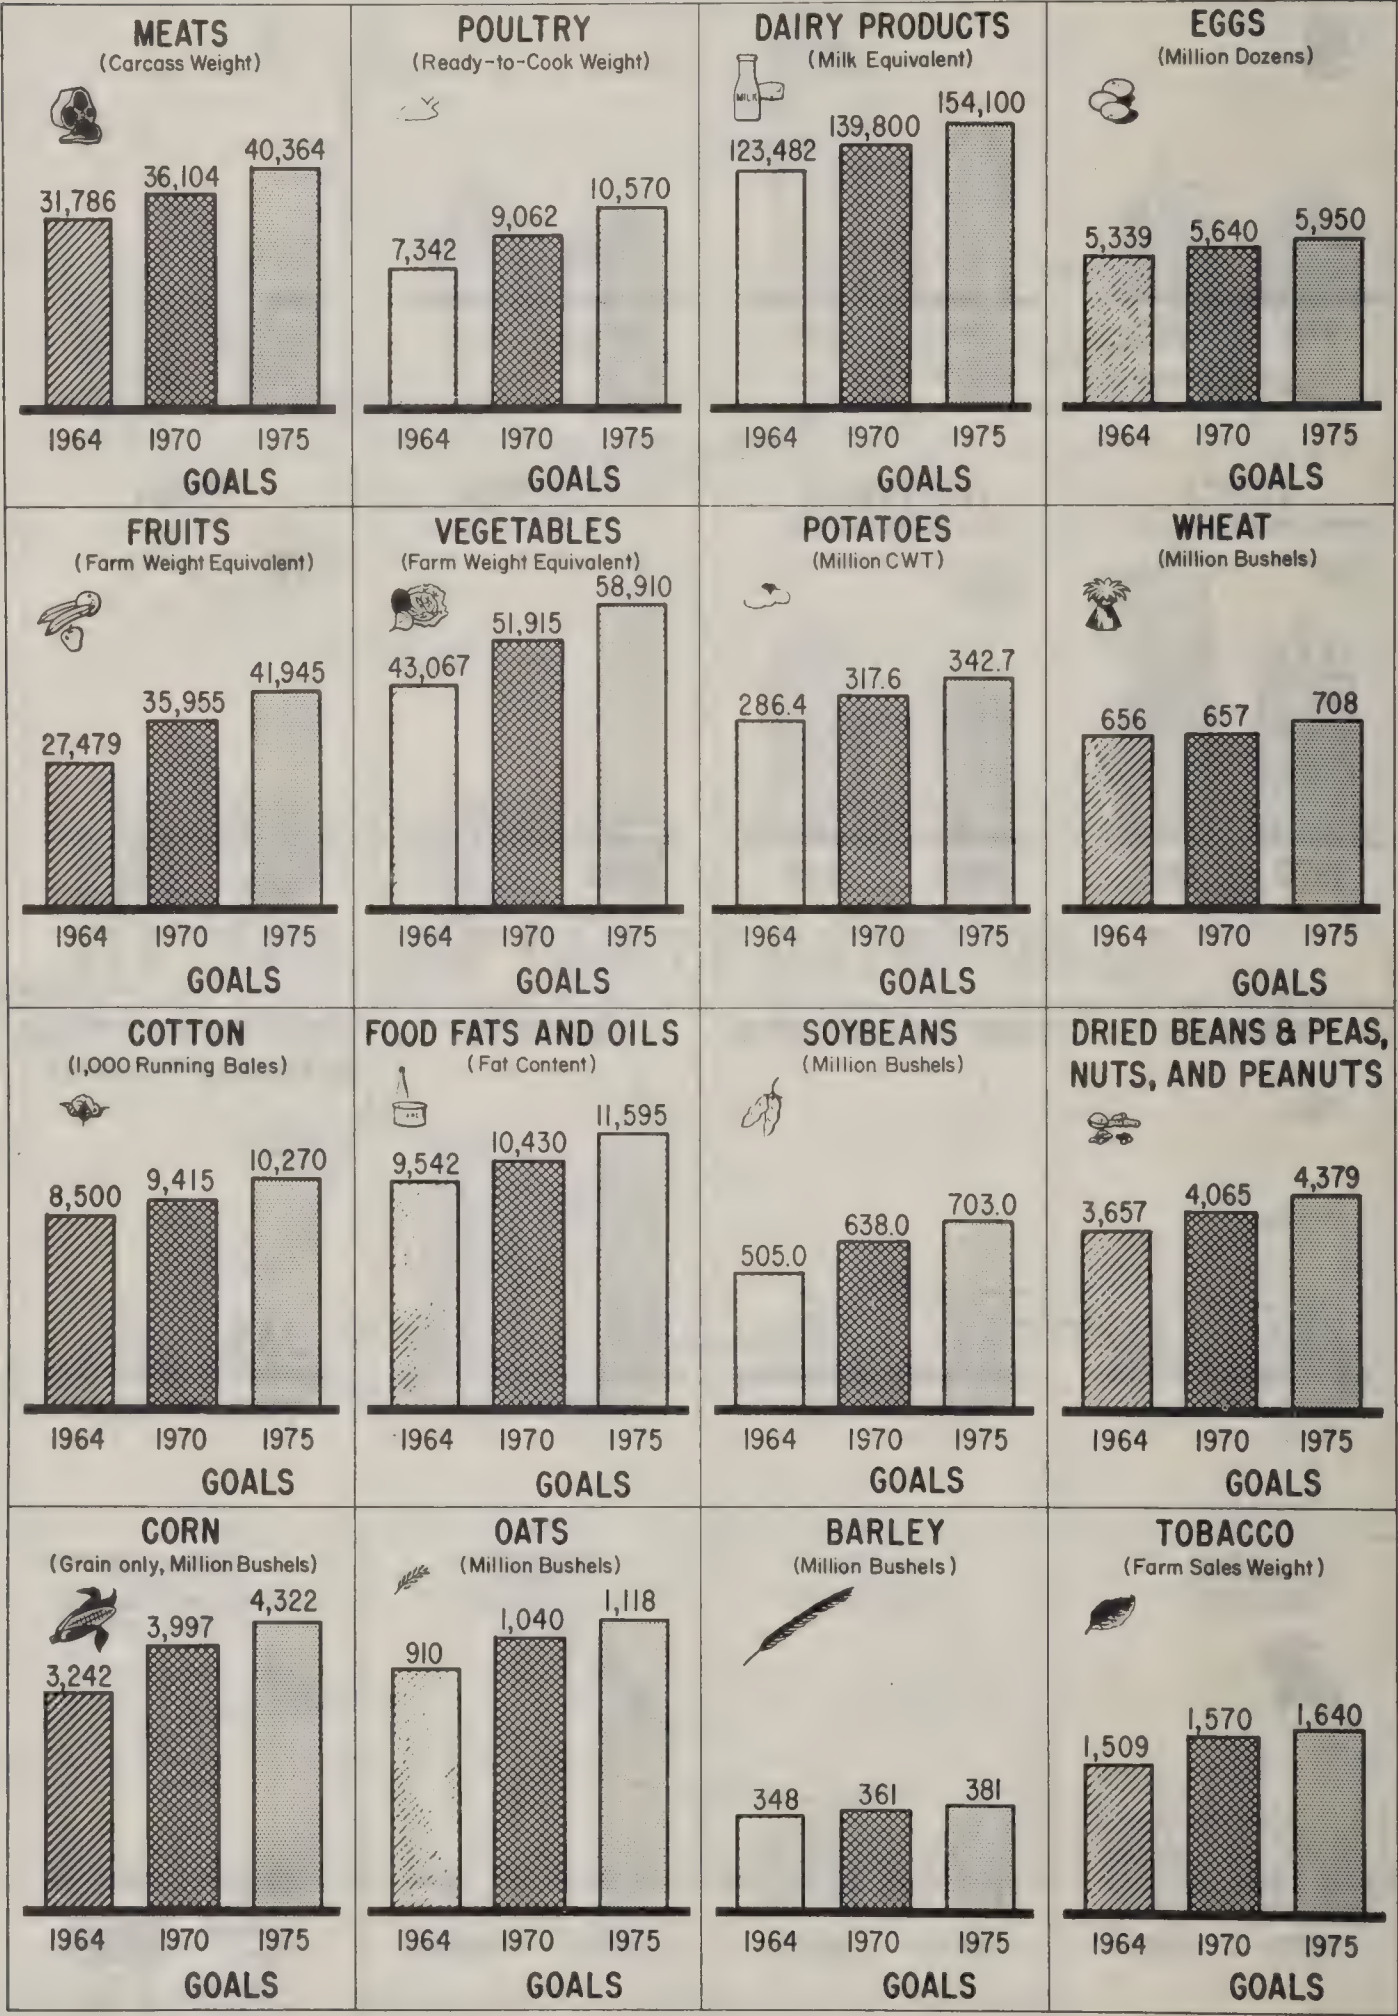 MEATS
(Carcass Weight)
31,786
36,104
40,364
1964 1970 1975
GOALS
POULTRY
(Ready-to-Cook Weight)
7,342
9,062
10,570
1964 1970 1975
GOALS
DAIRY PRODUCTS
(Milk Equivalent)
MILK
123,482
139,800
154,100
1964 1970 1975
GOALS
EGGS
(Million Dozens)
5,339
5,640
5,950
1964 1970 1975
GOALS
FRUITS
(Farm Weight Equivalent)
27,479
35,955
41,945
1964 1970 1975
GOALS
VEGETABLES
(Farm Weight Equivalent)
43,067
51,915
58,910
1964 1970 1975
GOALS
POTATOES
(Million CWT)
286.4
317.6
342.7
1964 1970 1975
GOALS
WHEAT
(Million Bushels)
656
657
708
1964 1970 1975
GOALS
COTTON
(1,000 Running Bales)
8,500
9,415
10,270
1964 1970 1975
GOALS
FOOD FATS AND OILS
(Fat Content)
9,542
10,430
11,595
1964 1970 1975
GOALS
SOYBEANS
(Million Bushels)
505.0
638.0
703.0
1964 1970 1975
GOALS
DRIED BEANS & PEAS,
NUTS, AND PEANUTS
3,657
4,065
4,379
1964 1970 1975
GOALS
CORN
(Grain only, Million Bushels)
3,242
3,997
4,322
1964 1970 1975
GOALS
OATS
(Million Bushels)
910
1,040
1,118
1964 1970 1975
GOALS
BARLEY
(Million Bushels)
348
361
381
1964 1970 1975
GOALS
TOBACCO
(Farm Sales Weight)
1,509
1,570
1,640
1964 1970 1975
GOALS